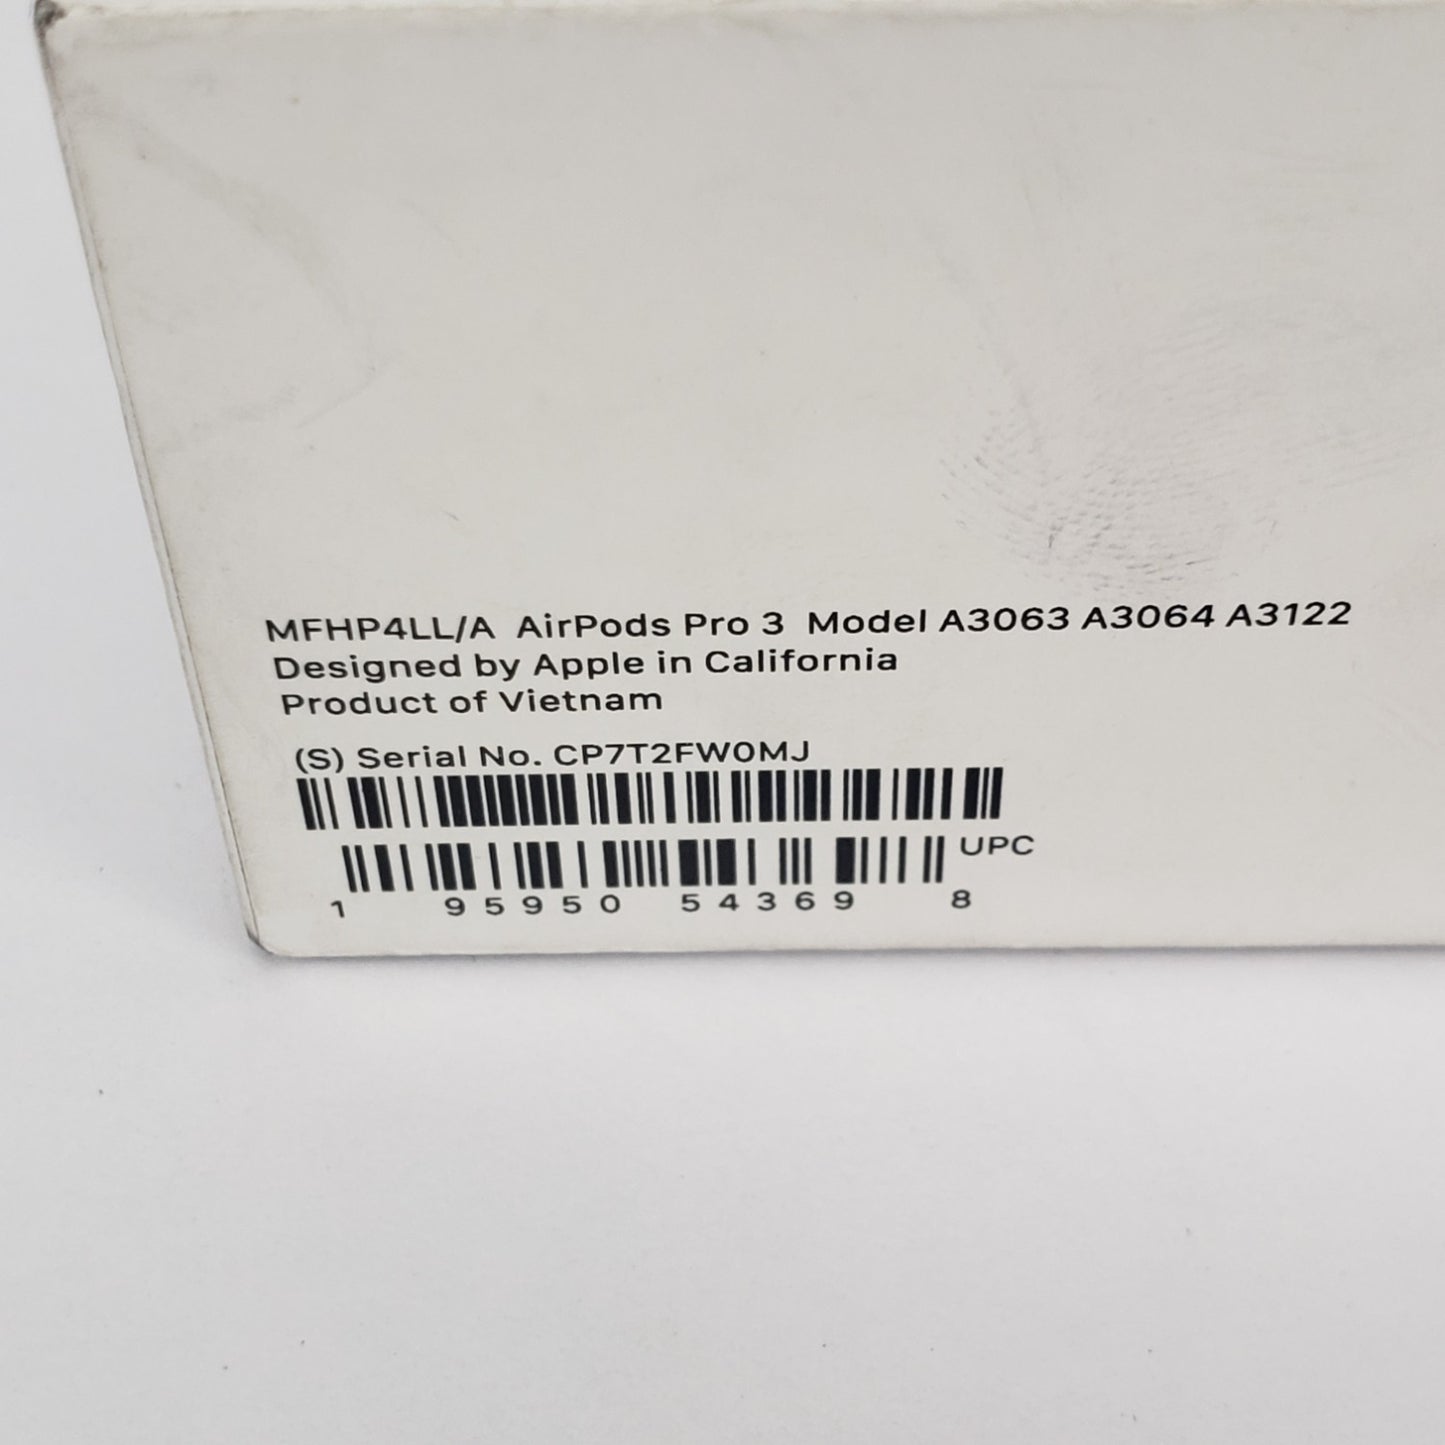 MFHP4LL/A AirPods Pro 3 Model A3063 A3064 A3122
Designed by Apple in California
Product of Vietnam
(S) Serial No. CP7T2FW0MJ
UPC
1 95950 54369 8